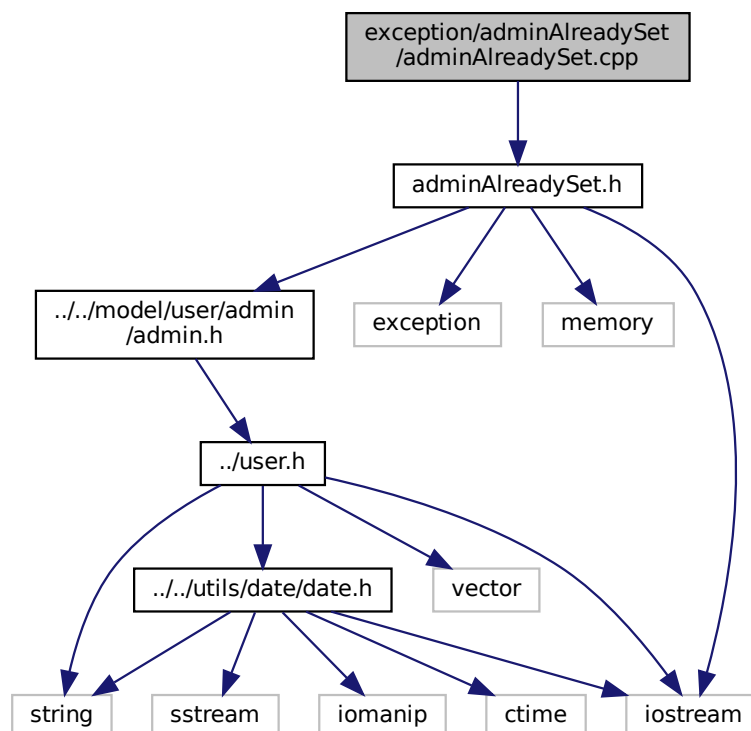 exception/adminAlreadySet
/adminAlreadySet.cpp
adminAlreadySet.h
../../model/user/admin
/admin.h
exception
memory
../user.h
../../utils/date/date.h
vector
string
sstream
iomanip
ctime
iostream